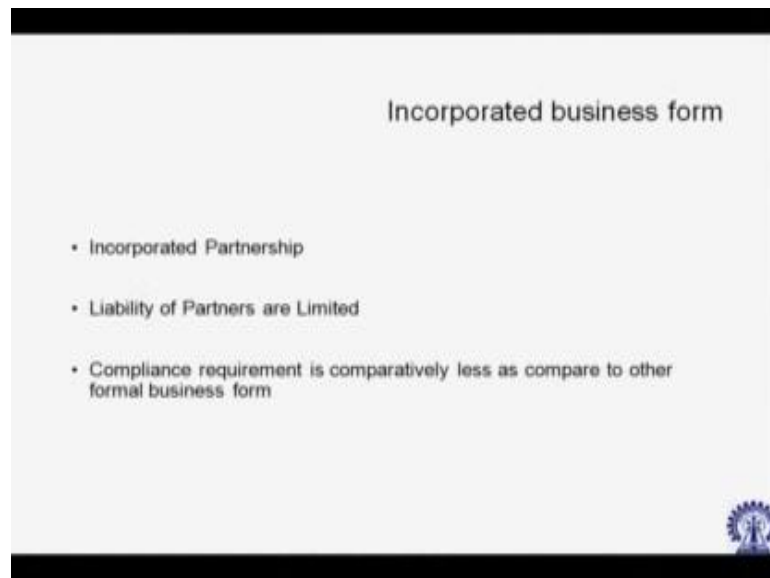 Incorporated business form
• Incorporated Partnership
• Liability of Partners are Limited
• Compliance requirement is comparatively less as compare to other
formal business form